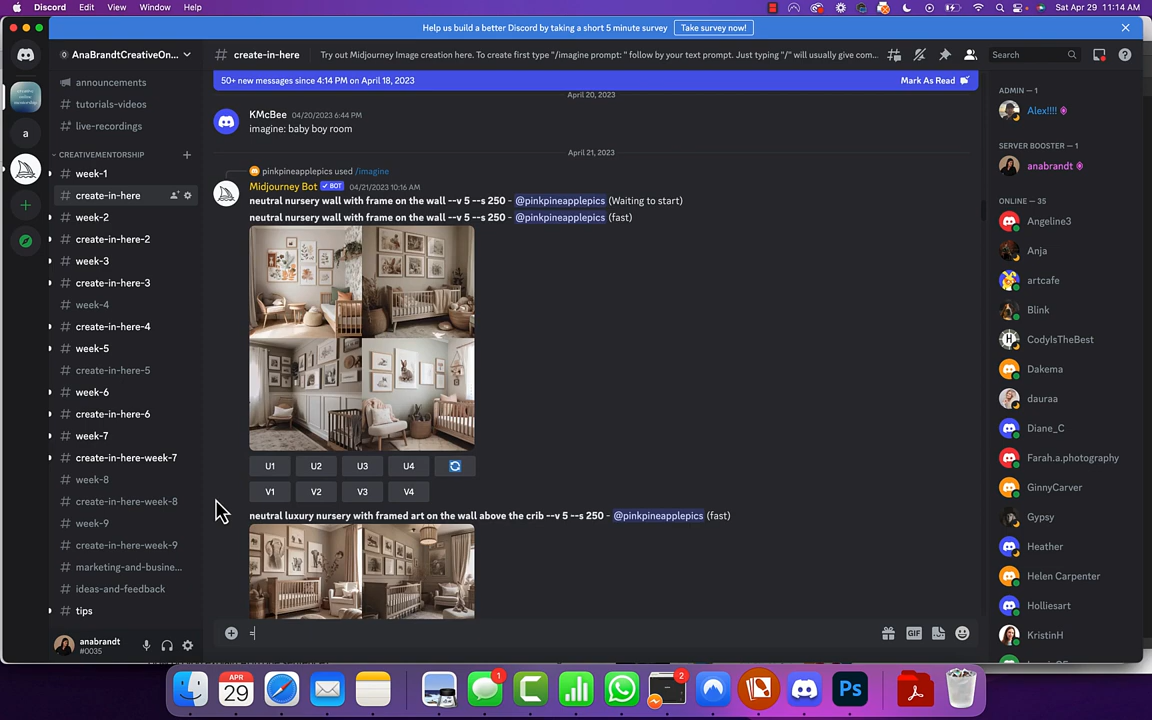 Discord Edit View Window Help Sat Apr 29 11:14 AM
Help us build a better Discord by taking a short 5 minute survey Take survey now!
AnaBrandtCreativeOn...
# create-in-here Try out Midjourney Image creation here. To create first type "/imagine prompt: " follow by your text prompt. Just typing "/" will usually give com... Search
50+ new messages since 4:14 PM on April 18, 2023 Mark As Read
announcements
tutorials-videos
live-recordings
CREATIVEMENTORSHIP
# week-1
# create-in-here
# week-2
# create-in-here-2
# week-3
# create-in-here-3
# week-4
# create-in-here-4
# week-5
# create-in-here-5
# week-6
# create-in-here-6
# week-7
# create-in-here-week-7
# week-8
# create-in-here-week-8
# week-9
# create-in-here-week-9
# marketing-and-busine...
# ideas-and-feedback
# tips
anabrandt
#0035
a
April 20, 2023
KMcBee 04/20/2023 6:44 PM
imagine: baby boy room
April 21, 2023
pinkpineapplepics used /imagine
Midjourney Bot BOT 04/21/2023 10:16 AM
neutral nursery wall with frame on the wall --v 5 --s 250 - @pinkpineapplepics (Waiting to start)
neutral nursery wall with frame on the wall --v 5 --s 250 - @pinkpineapplepics (fast)
U1 U2 U3 U4
V1 V2 V3 V4
neutral luxury nursery with framed art on the wall above the crib --v 5 --s 250 - @pinkpineapplepics (fast)
=
GIF
ADMIN — 1
Alex!!!!
SERVER BOOSTER — 1
anabrandt
ONLINE — 35
Angeline3
Anja
artcafe
Blink
CodyIsTheBest
Dakema
dauraa
Diane_C
Farah.a.photography
GinnyCarver
Gypsy
Heather
Helen Carpenter
Holliesart
KristinH
APR
29
1
2
Ps